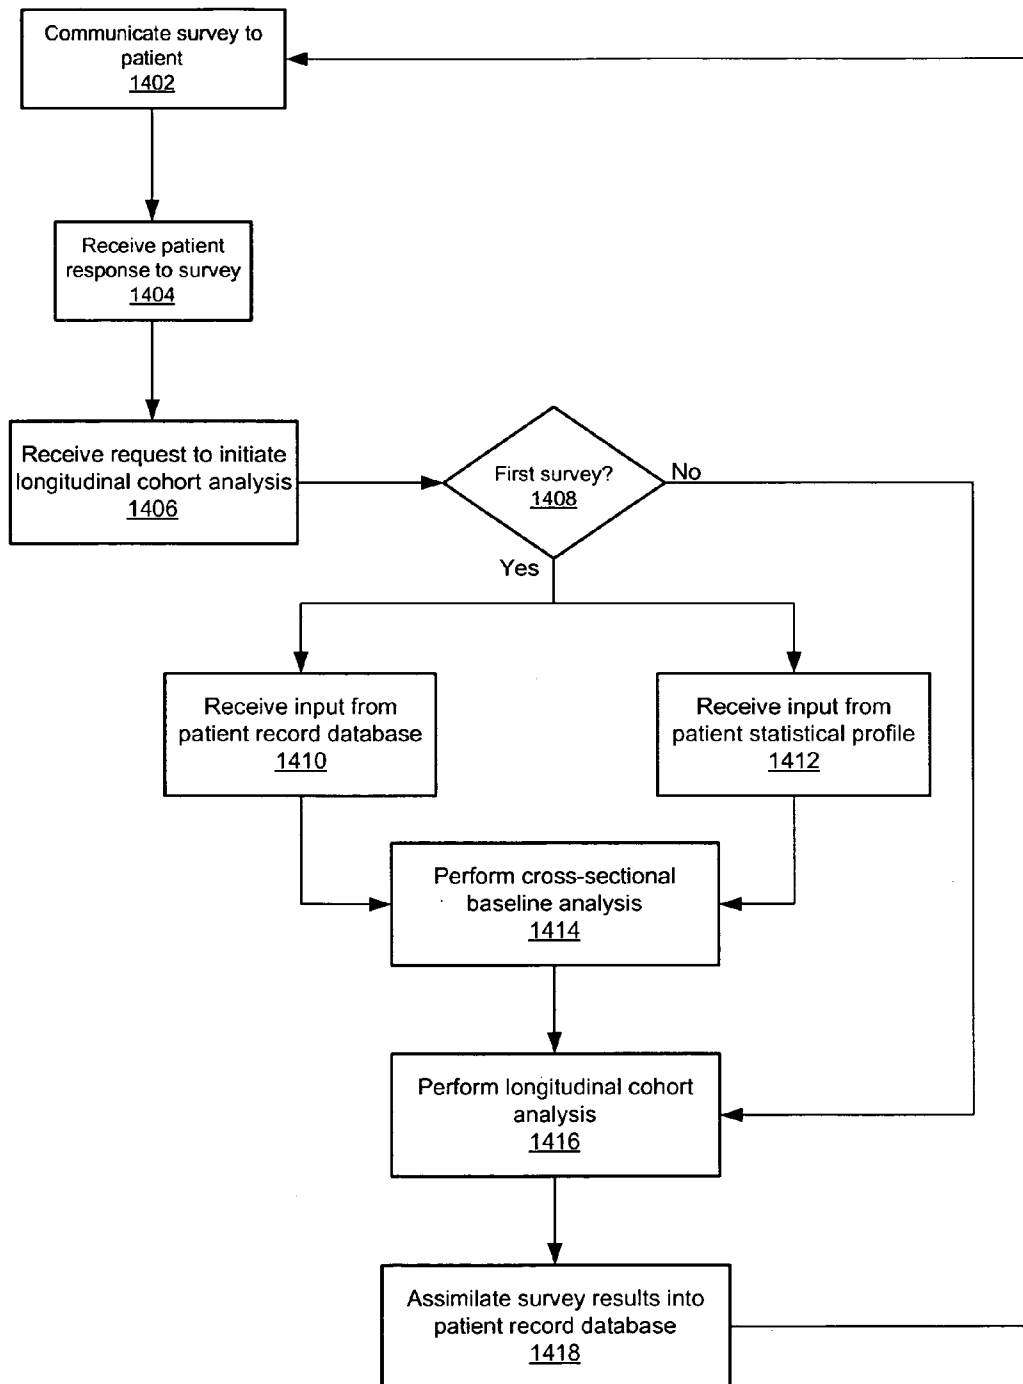 Communicate survey to
patient
1402
Receive patient
response to survey
1404
Receive request to initiate
longitudinal cohort analysis
1406
First survey?
1408
No
Yes
Receive input from
patient record database
1410
Receive input from
patient statistical profile
1412
Perform cross-sectional
baseline analysis
1414
Perform longitudinal cohort
analysis
1416
Assimilate survey results into
patient record database
1418